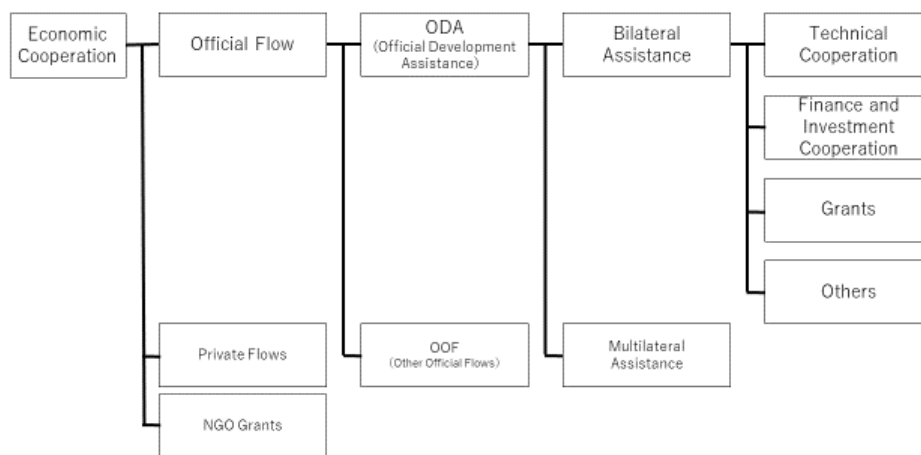 Economic
Cooperation
Official Flow
ODA
(Official Development
Assistance)
Bilateral
Assistance
Technical
Cooperation
Finance and
Investment
Cooperation
Grants
Others
Private Flows
OOF
(Other Official Flows)
Multilateral
Assistance
NGO Grants